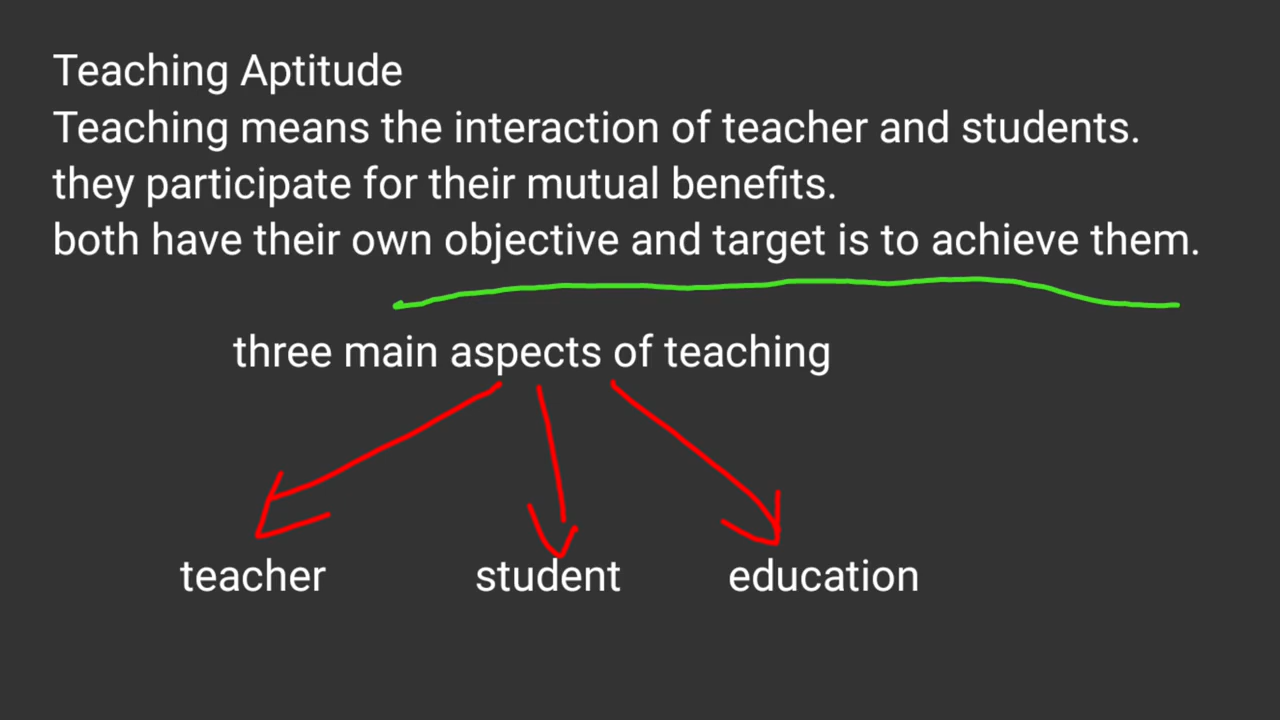 Teaching Aptitude
Teaching means the interaction of teacher and students.
they participate for their mutual benefits.
both have their own objective and target is to achieve them.
three main aspects of teaching
teacher student education